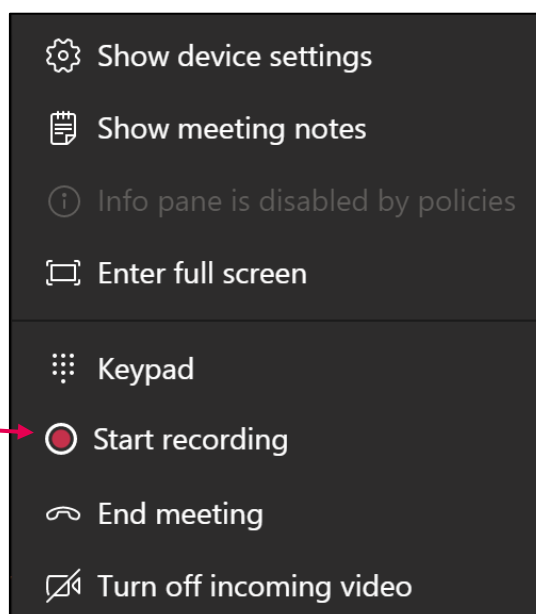 Show device settings
Show meeting notes
Info pane is disabled by policies
Enter full screen
Keypad
Start recording
End meeting
Turn off incoming video